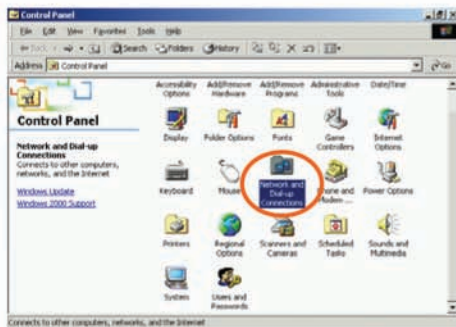 Control Panel
File Edit View Favorites Tools Help
Back Search Folders History
Address Control Panel Go
Accessibility Options
Add/Remove Hardware
Add/Remove Programs
Administrative Tools
Date/Time
Control Panel
Network and Dial-up
Connections
Connects to other computers,
networks, and the Internet
Windows Update
Windows 2000 Support
Display
Folder Options
Fonts
Game Controllers
Internet Options
Keyboard
Mouse
Network and Dial-up Connections
Phone and Modem ...
Power Options
Printers
Regional Options
Scanners and Cameras
Scheduled Tasks
Sounds and Multimedia
System
Users and Passwords
Connects to other computers, networks, and the Internet